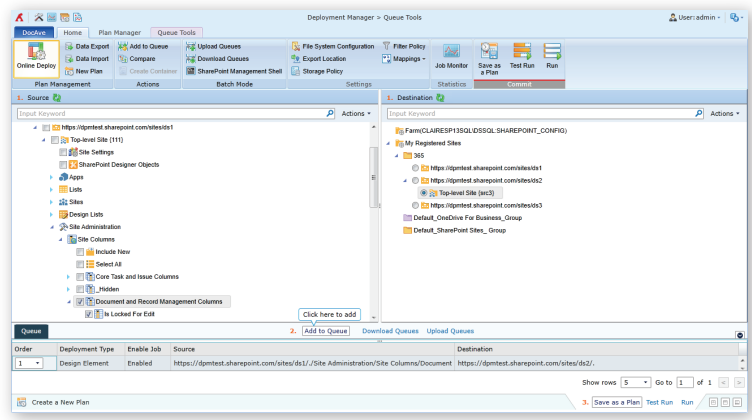 Deployment Manager > Queue Tools
User: admin
DocAve
Home
Plan Manager
Queue Tools
Online Deploy
Data Export
Data Import
New Plan
Add to Queue
Compare
Create Container
Upload Queues
Download Queues
SharePoint Management Shell
File System Configuration
Export Location
Storage Policy
Filter Policy
Mappings
Job Monitor
Save as
a Plan
Test Run
Run
Plan Management
Actions
Batch Mode
Settings
Statistics
Commit
1. Source
Input Keyword
Actions
https://dpmtest.sharepoint.com/sites/ds1
Top-level Site (111)
Site Settings
SharePoint Designer Objects
Apps
Lists
Sites
Design Lists
Site Administration
Site Columns
Include New
Select All
Core Task and Issue Columns
_Hidden
Document and Record Management Columns
Is Locked For Edit
1. Destination
Input Keyword
Actions
Farm(CLAIRESP13SQL\DSSQL:SHAREPOINT_CONFIG)
My Registered Sites
365
https://dpmtest.sharepoint.com/sites/ds1
https://dpmtest.sharepoint.com/sites/ds2
Top-level Site (src3)
https://dpmtest.sharepoint.com/sites/ds3
Default_OneDrive For Business_Group
Default_SharePoint Sites_ Group
Click here to add
Queue
2. Add to Queue Download Queues Upload Queues
Order Deployment Type Enable Job Source Destination
1 Design Element Enabled https://dpmtest.sharepoint.com/sites/ds1/./Site Administration/Site Columns/Document https://dpmtest.sharepoint.com/sites/ds2/.
Show rows 5 Go to 1 of 1 < >
Create a New Plan
3. Save as a Plan Test Run Run